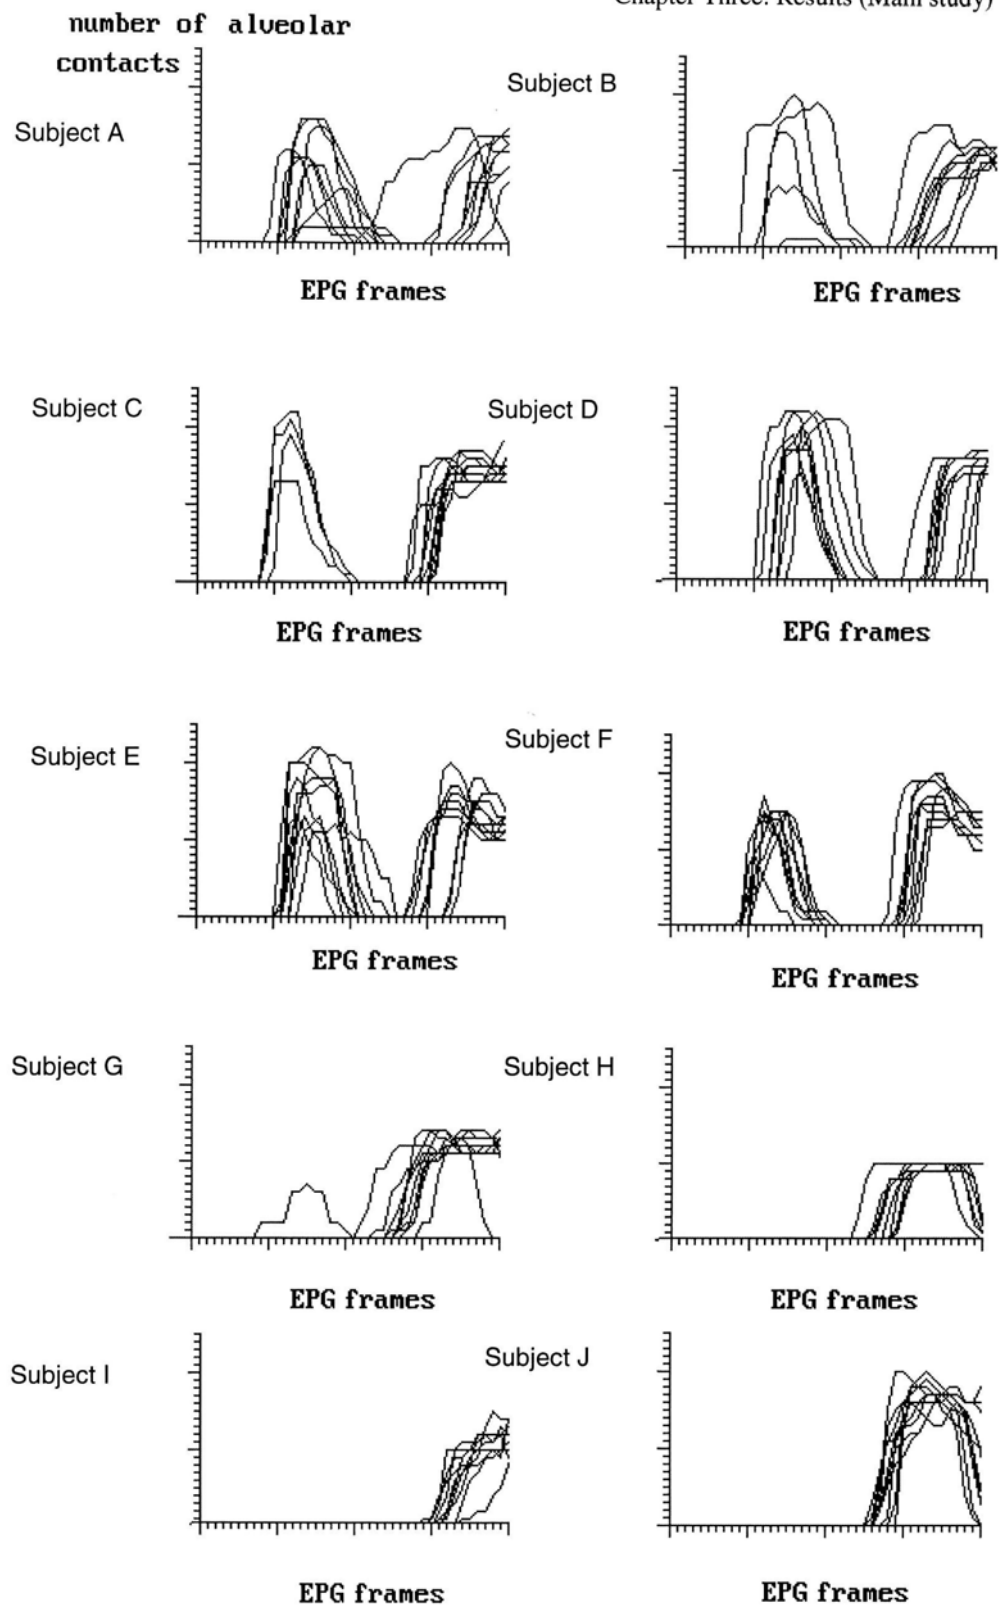 Chapter Three: Results (Main study)
number of alveolar
contacts
Subject A
Subject B
EPG frames
EPG frames
Subject C
Subject D
EPG frames
EPG frames
Subject E
Subject F
EPG frames
EPG frames
Subject G
Subject H
EPG frames
EPG frames
Subject I
Subject J
EPG frames
EPG frames